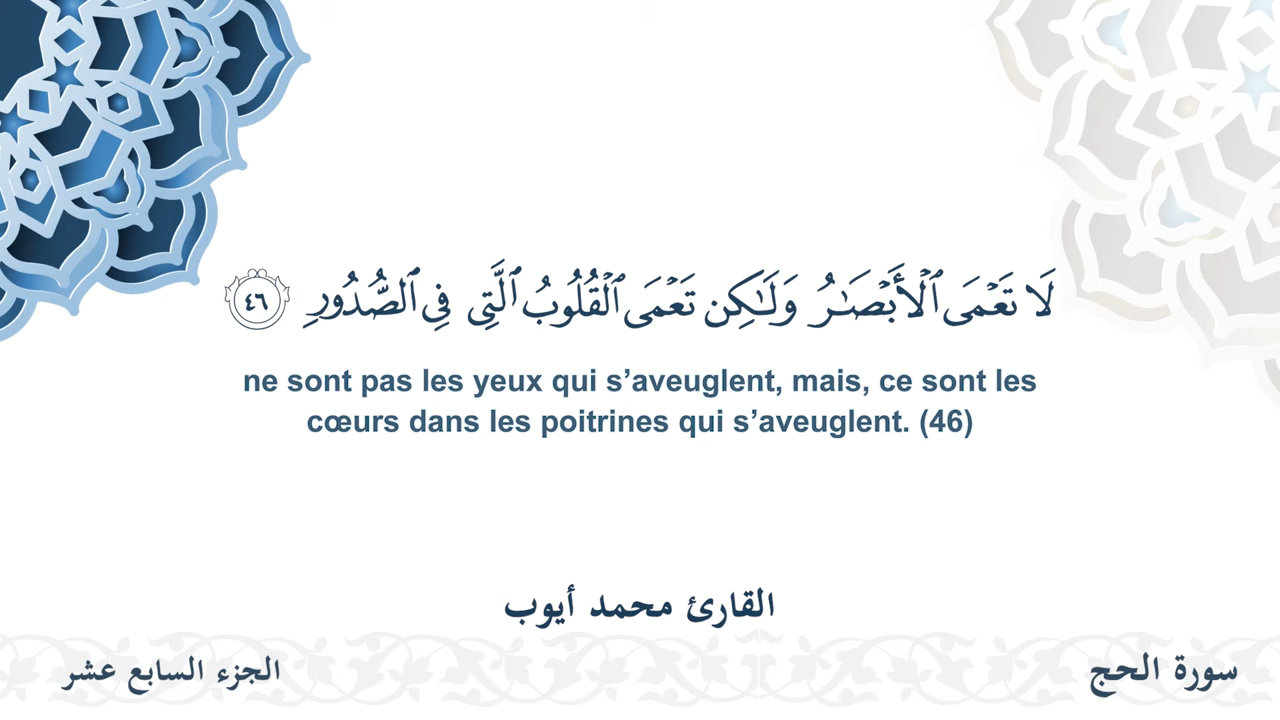 لَا تَعۡمَى ٱلۡأَبۡصَٰرُ وَلَٰكِن تَعۡمَى ٱلۡقُلُوبُ ٱلَّتِي فِي ٱلصُّدُورِ ٤٦
ne sont pas les yeux qui s’aveuglent, mais, ce sont les
cœurs dans les poitrines qui s’aveuglent. (46)
القارئ محمد أيوب
سورة الحج
الجزء السابع عشر